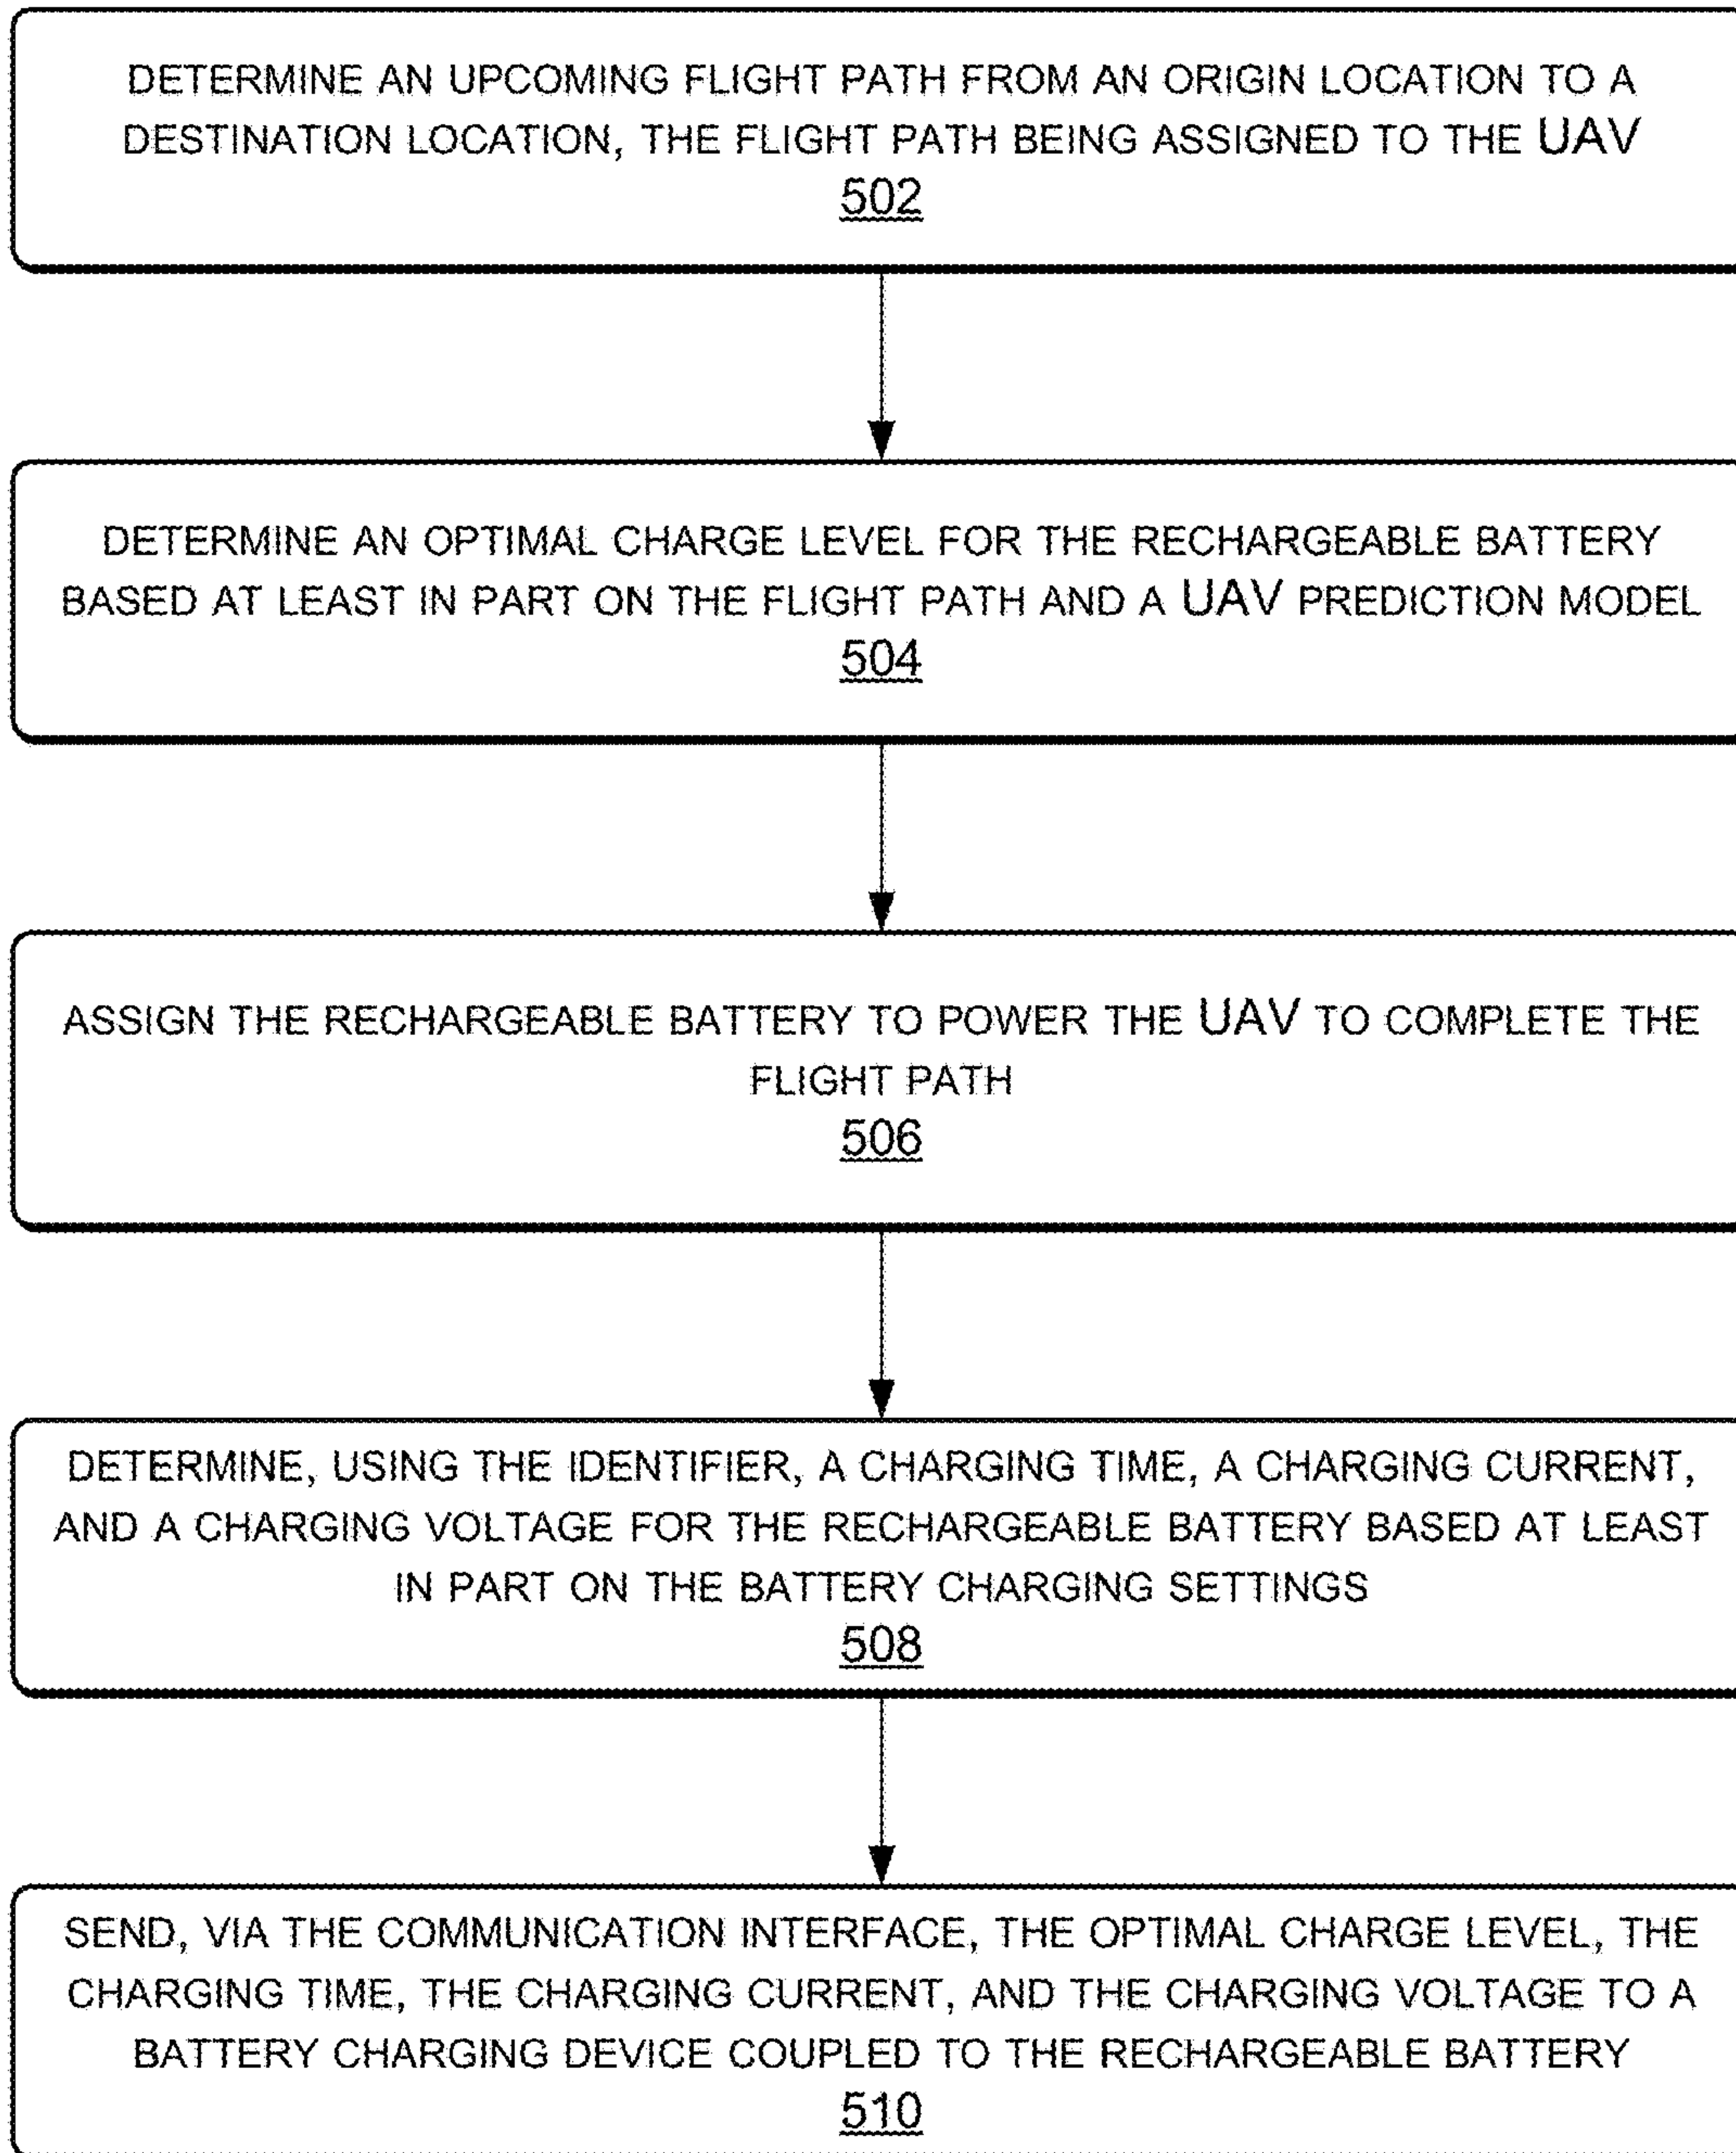 DETERMINE AN UPCOMING FLIGHT PATH FROM AN ORIGIN LOCATION TO A
DESTINATION LOCATION, THE FLIGHT PATH BEING ASSIGNED TO THE UAV
502
DETERMINE AN OPTIMAL CHARGE LEVEL FOR THE RECHARGEABLE BATTERY
BASED AT LEAST IN PART ON THE FLIGHT PATH AND A UAV PREDICTION MODEL
504
ASSIGN THE RECHARGEABLE BATTERY TO POWER THE UAV TO COMPLETE THE
FLIGHT PATH
506
DETERMINE, USING THE IDENTIFIER, A CHARGING TIME, A CHARGING CURRENT,
AND A CHARGING VOLTAGE FOR THE RECHARGEABLE BATTERY BASED AT LEAST
IN PART ON THE BATTERY CHARGING SETTINGS
508
SEND, VIA THE COMMUNICATION INTERFACE, THE OPTIMAL CHARGE LEVEL, THE
CHARGING TIME, THE CHARGING CURRENT, AND THE CHARGING VOLTAGE TO A
BATTERY CHARGING DEVICE COUPLED TO THE RECHARGEABLE BATTERY
510